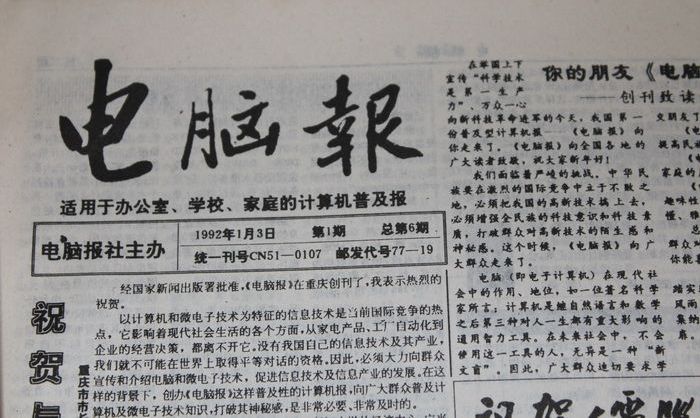 电脑報
适用于办公室、学校、家庭的计算机普及报
电脑报社主办
1992年1月3日 第1期 总第6期
统一刊号CN51—0107 邮发代号77—19
经国家新闻出版署批准,《电脑报》在重庆创刊了,我表示热烈的
祝贺。
以计算机和微电子技术为特征的信息技术是当前国际竞争的热
点,它影响着现代社会生活的各个方面,从家电产品、工厂自动化到
企业的经营决策,都离不开它,没有我国自己的信息技术及其产业,
我们就不可能在世界上取得平等对话的资格,因此,必须大力向群众
宣传和介绍电脑和微电子技术,促进信息技术及信息产业的发展。在这
样的背景下,创办《电脑报》这样普及性的计算机报,向广大群众普及计
算机及微电子技术知识,打破其神秘感,是非常必要、非常及时的。
祝贺
重庆市市
你的朋友《电脑
——创刊致读
在举国上下
宣传“科学技术
是第一生产
力”、万众一心
向新科技革命进军的今天,我国第一
份普及型计算机报——《电脑报》向
你走来了。《电脑报》向全国各地的
广大读者致敬,祝大家新年好!
我们面临着严峻的挑战。中华民
族要在激烈的国际竞争中立于不败之
地,必须把我国的高新技术搞上去,
必须增强全民族的科技意识和科技素
质,打破群众对高新技术的陌生感和
神秘感。这个时候,《电脑报》向广
大群众走来了。
电脑(即电子计算机)在现代社
会中的作用、地位,如一位著名科学
家所言:计算机是继自然语言和数学
之后第三种对人一生都有重大影响的
通用智力工具,在未来社会中,不会
使用这一工具的人,无异是一种“新
文盲”。因此,广大群众迫切要求学
交朋友了
提高民
家庭的
趣味性
懂、
质量
你能喜
踏实
风雨
集纳